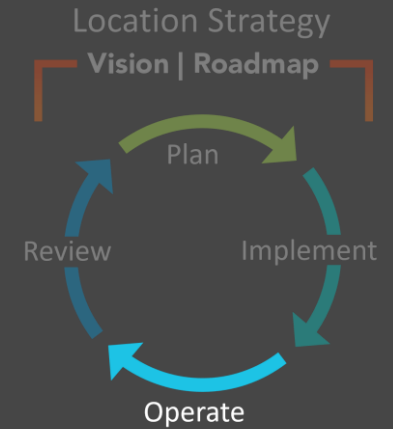 Location Strategy
Vision | Roadmap
Plan
Review
Implement
Operate